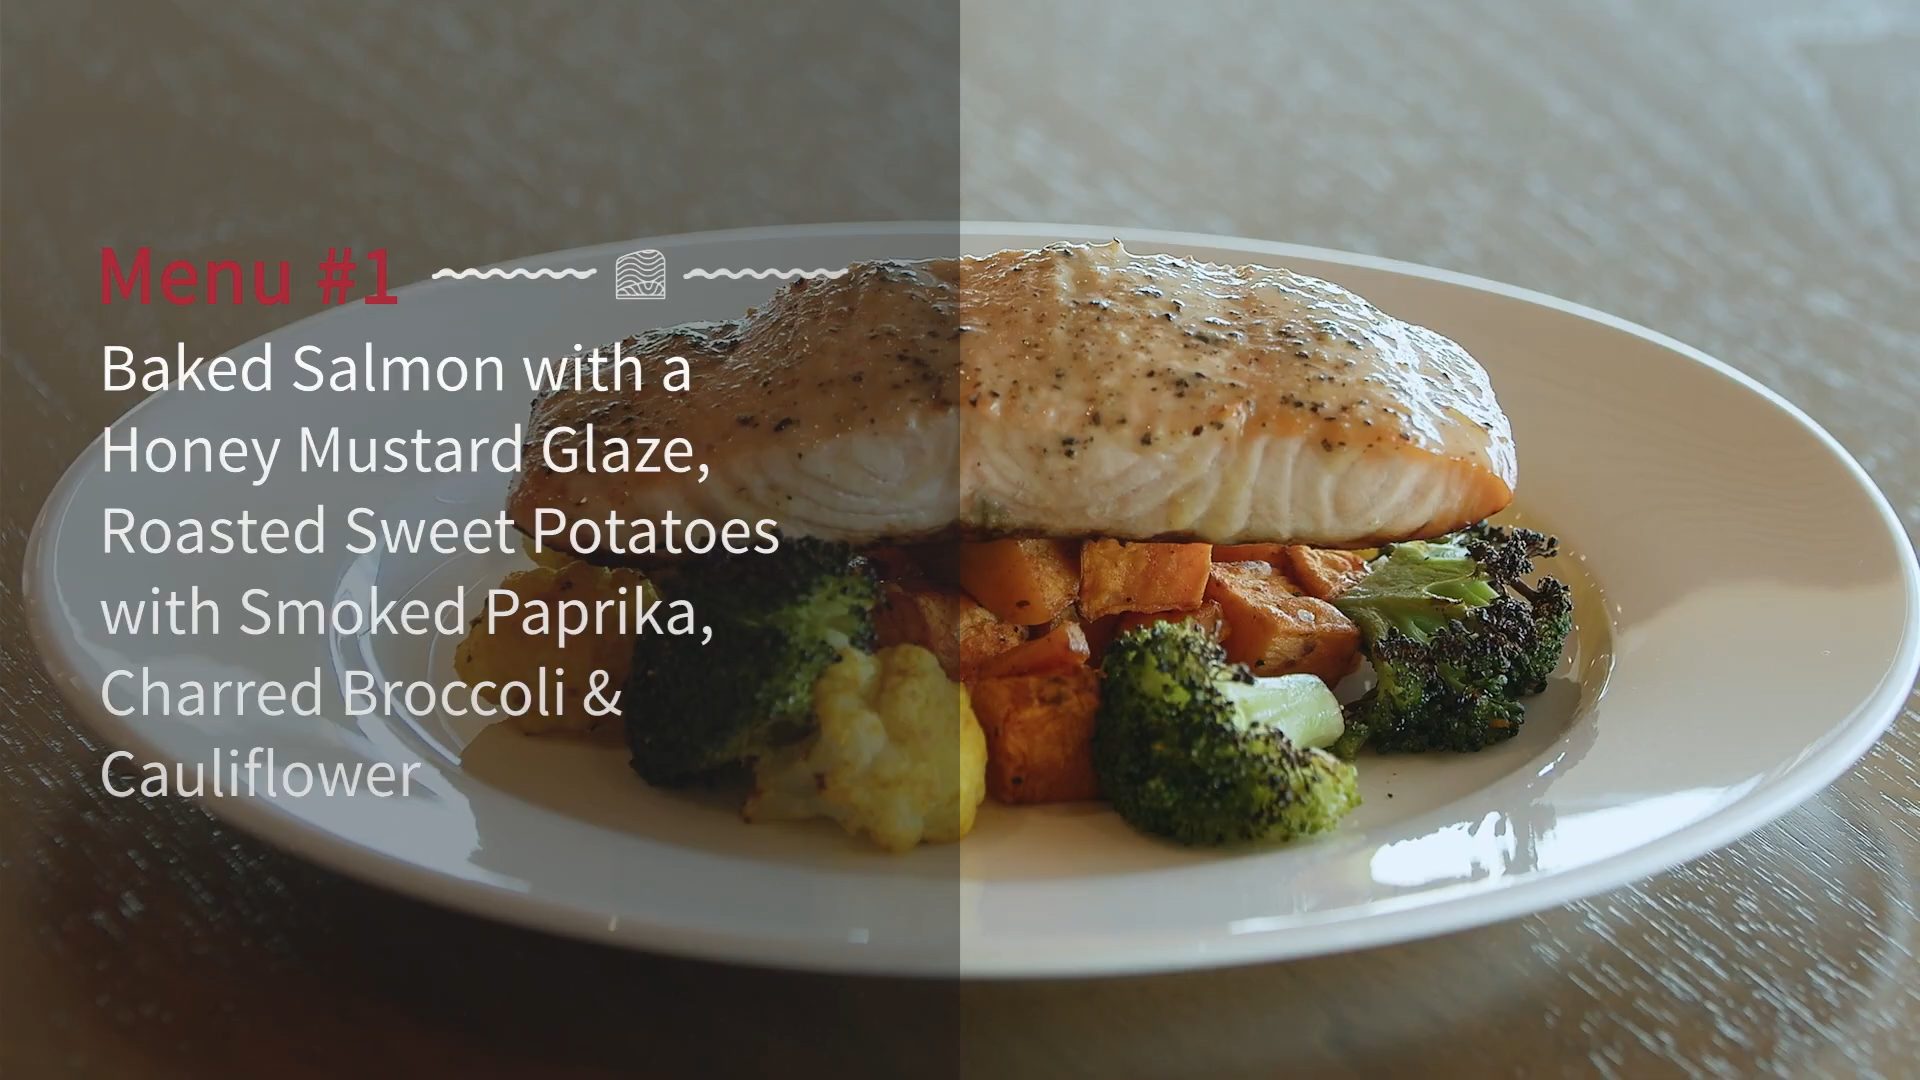 Menu #1
Baked Salmon with a
Honey Mustard Glaze,
Roasted Sweet Potatoes
with Smoked Paprika,
Charred Broccoli &
Cauliflower